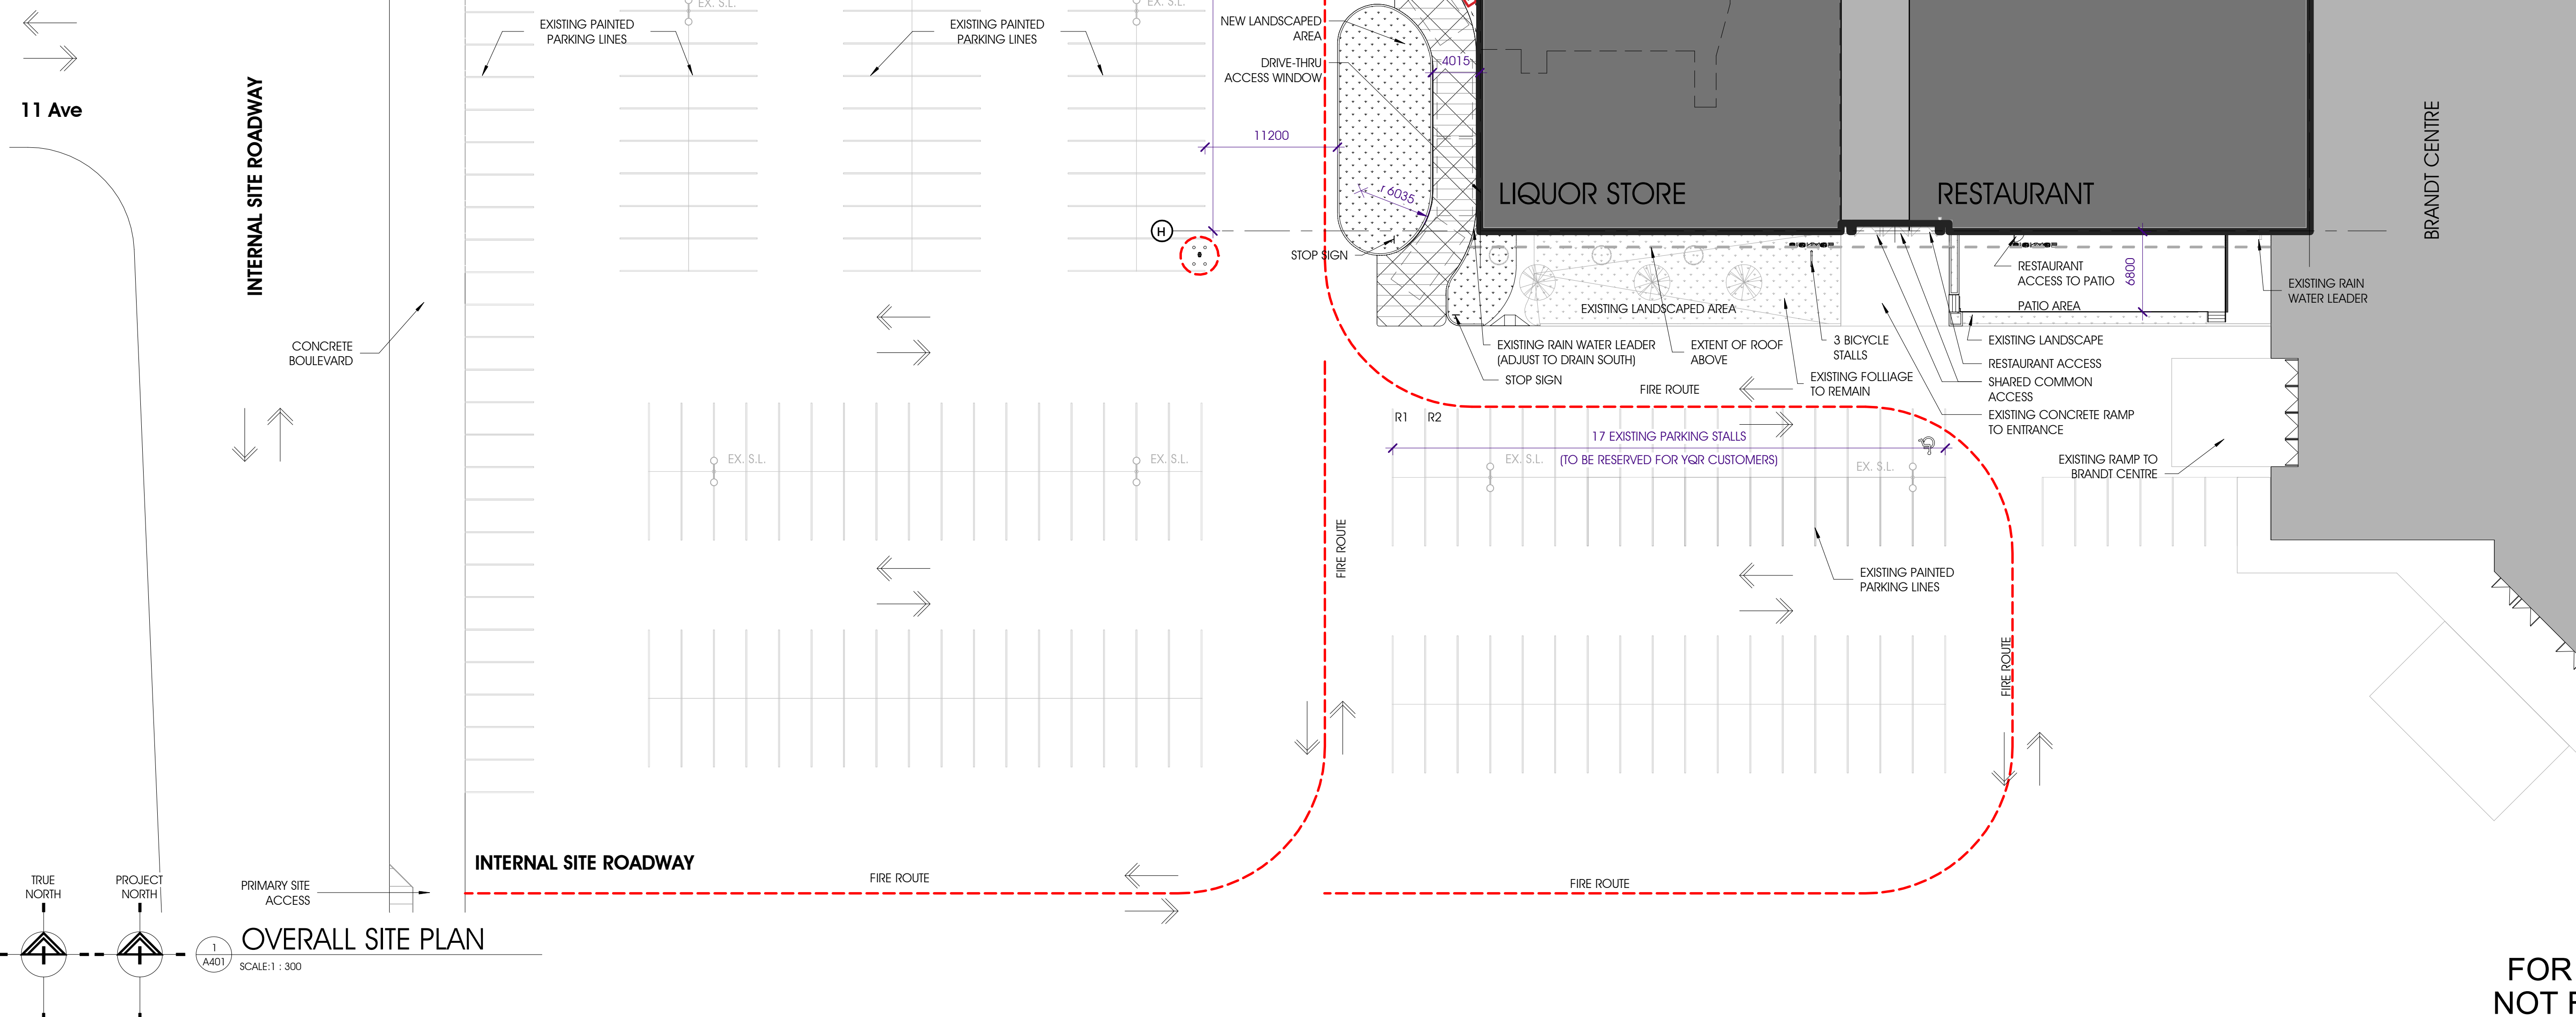 EX. S.L.
EX. S.L.
EXISTING PAINTED
PARKING LINES
EXISTING PAINTED
PARKING LINES
NEW LANDSCAPED
AREA
DRIVE-THRU
ACCESS WINDOW
4015
11 Ave
INTERNAL SITE ROADWAY
11200
r 6035
LIQUOR STORE
RESTAURANT
BRANDT CENTRE
H
STOP SIGN
RESTAURANT
ACCESS TO PATIO
6800
EXISTING RAIN
WATER LEADER
PATIO AREA
EXISTING LANDSCAPED AREA
CONCRETE
BOULEVARD
EXISTING RAIN WATER LEADER
(ADJUST TO DRAIN SOUTH)
EXTENT OF ROOF
ABOVE
3 BICYCLE
STALLS
EXISTING LANDSCAPE
RESTAURANT ACCESS
STOP SIGN
EXISTING FOLLIAGE
TO REMAIN
SHARED COMMON
ACCESS
FIRE ROUTE
EXISTING CONCRETE RAMP
TO ENTRANCE
R1
R2
17 EXISTING PARKING STALLS
(TO BE RESERVED FOR YQR CUSTOMERS)
EX. S.L.
EX. S.L.
EX. S.L.
EX. S.L.
EXISTING RAMP TO
BRANDT CENTRE
FIRE ROUTE
EXISTING PAINTED
PARKING LINES
FIRE ROUTE
INTERNAL SITE ROADWAY
FIRE ROUTE
FIRE ROUTE
TRUE
NORTH
PROJECT
NORTH
PRIMARY SITE
ACCESS
1
A401
OVERALL SITE PLAN
SCALE:1 : 300
FOR
NOT